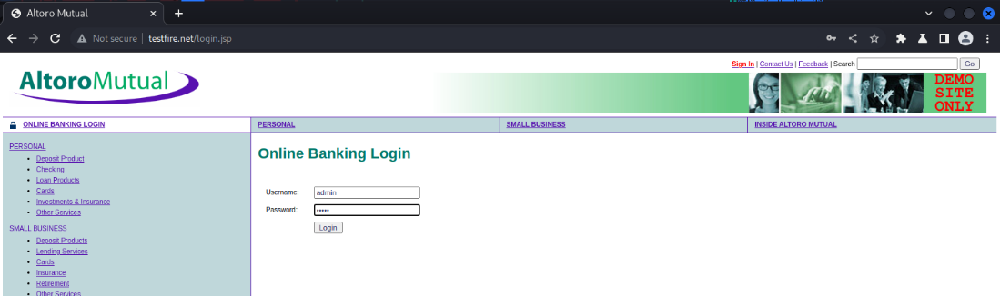 Altoro Mutual
Not secure | testfire.net/login.jsp
Sign In | Contact Us | Feedback | Search Go
AltoroMutual
DEMO
SITE
ONLY
ONLINE BANKING LOGIN
PERSONAL
SMALL BUSINESS
INSIDE ALTORO MUTUAL
PERSONAL
Deposit Product
Checking
Loan Products
Cards
Investments & Insurance
Other Services
SMALL BUSINESS
Deposit Products
Lending Services
Cards
Insurance
Retirement
Other Services
Online Banking Login
Username: admin
Password: •••••
Login